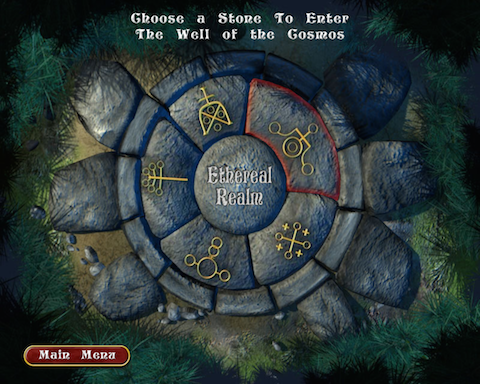 Choose a Stone To Enter
The Well of the Cosmos
Ethereal
Realm
Main Menu